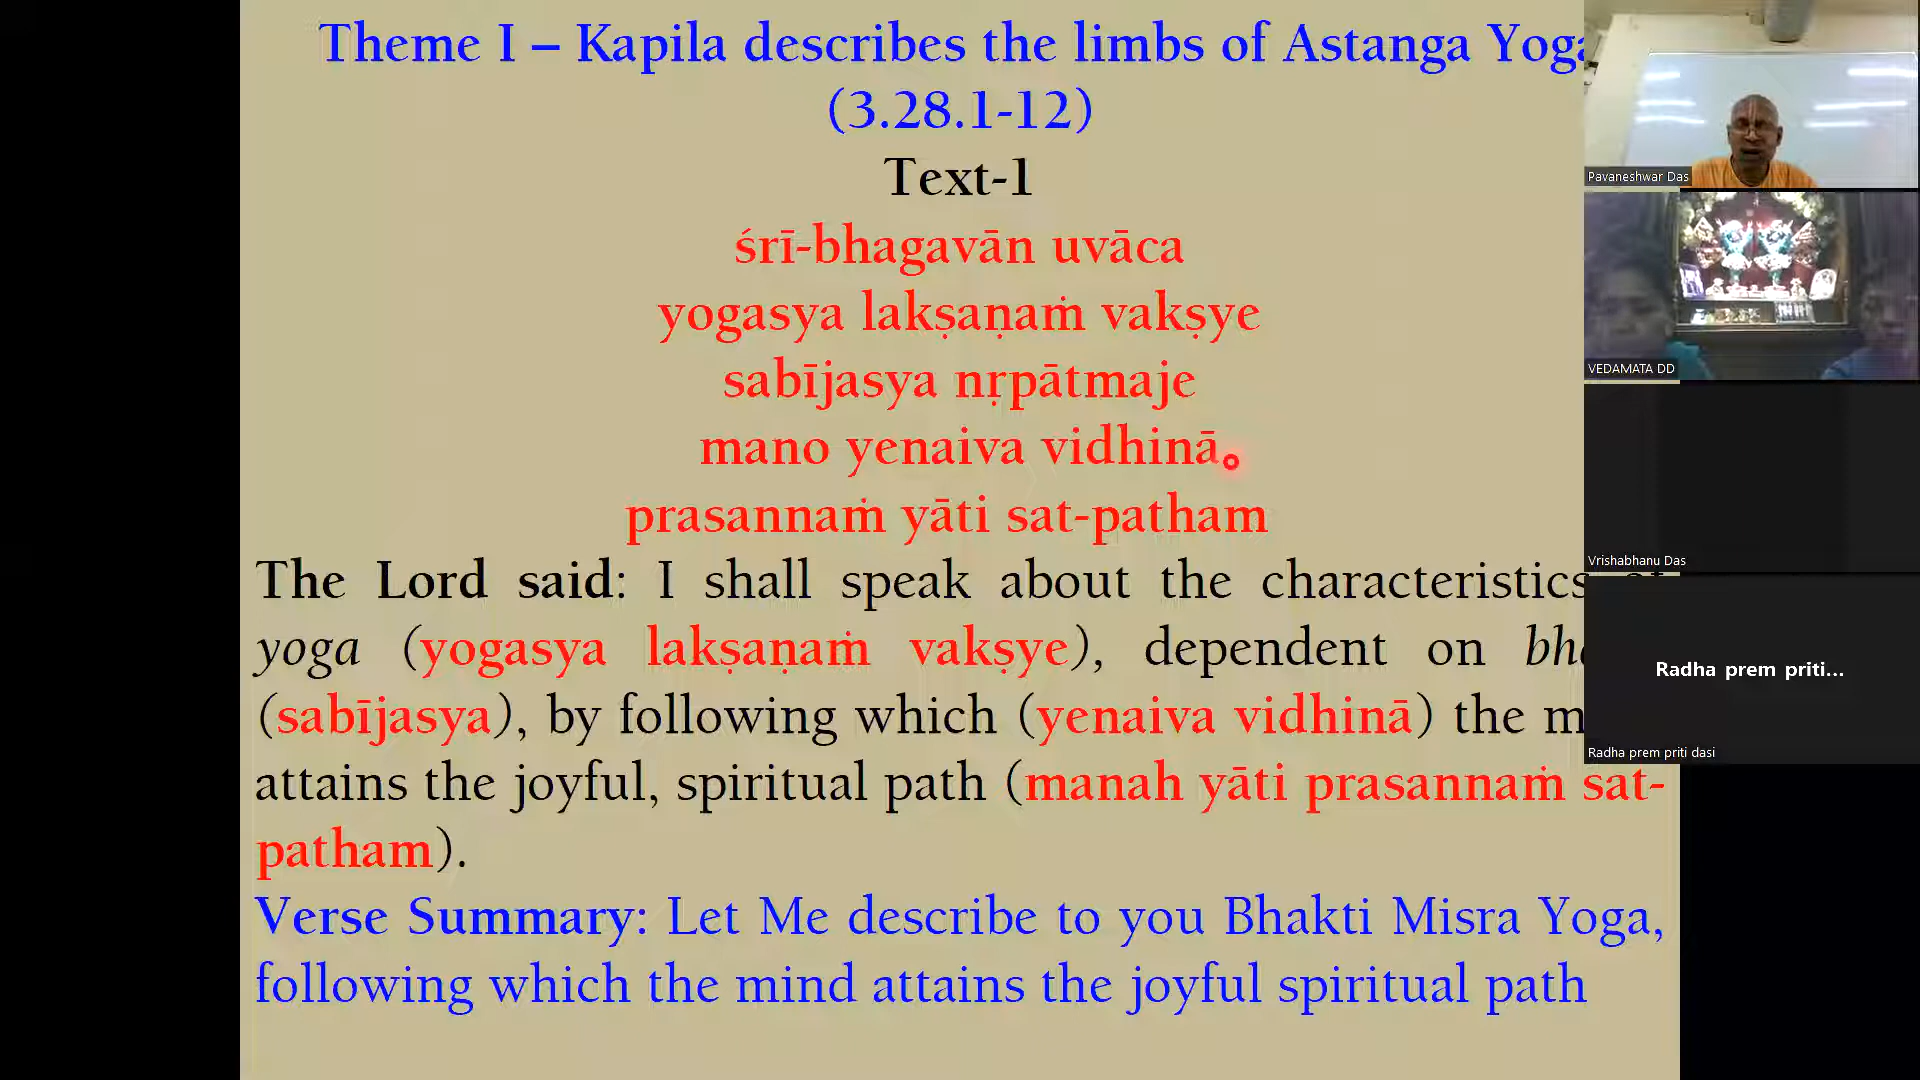 Theme I – Kapila describes the limbs of Astanga Yoga
(3.28.1-12)
Text-1
śrī-bhagavān uvāca
yogasya lakṣaṇaṁ vakṣye
sabījasya nṛpātmaje
mano yenaiva vidhinā
prasannaṁ yāti sat-patham
The Lord said: I shall speak about the characteristics
yoga (yogasya lakṣaṇaṁ vakṣye), dependent on
(sabījasya), by following which (yenaiva vidhinā) the
attains the joyful, spiritual path (manah yāti prasannaṁ sat-
patham).
Verse Summary: Let Me describe to you Bhakti Misra Yoga,
following which the mind attains the joyful spiritual path
Pavaneshwar Das
VEDAMATA DD
Vrishabhanu Das
Radha prem priti...
Radha prem priti dasi